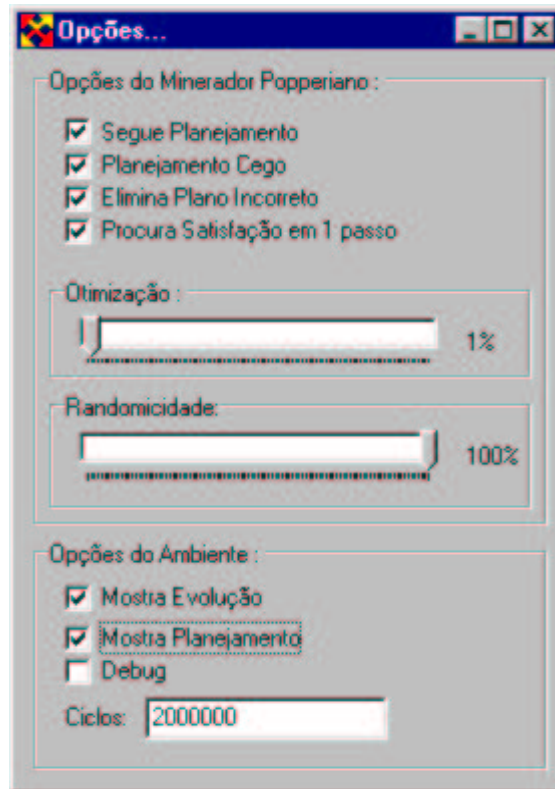 Opções...
Opções do Minerador Popperiano :
Segue Planejamento
Planejamento Cego
Elimina Plano Incorreto
Procura Satisfação em 1 passo
Otimização :
1%
Randomicidade:
100%
Opções do Ambiente :
Mostra Evolução
Mostra Planejamento
Debug
Ciclos: 2000000